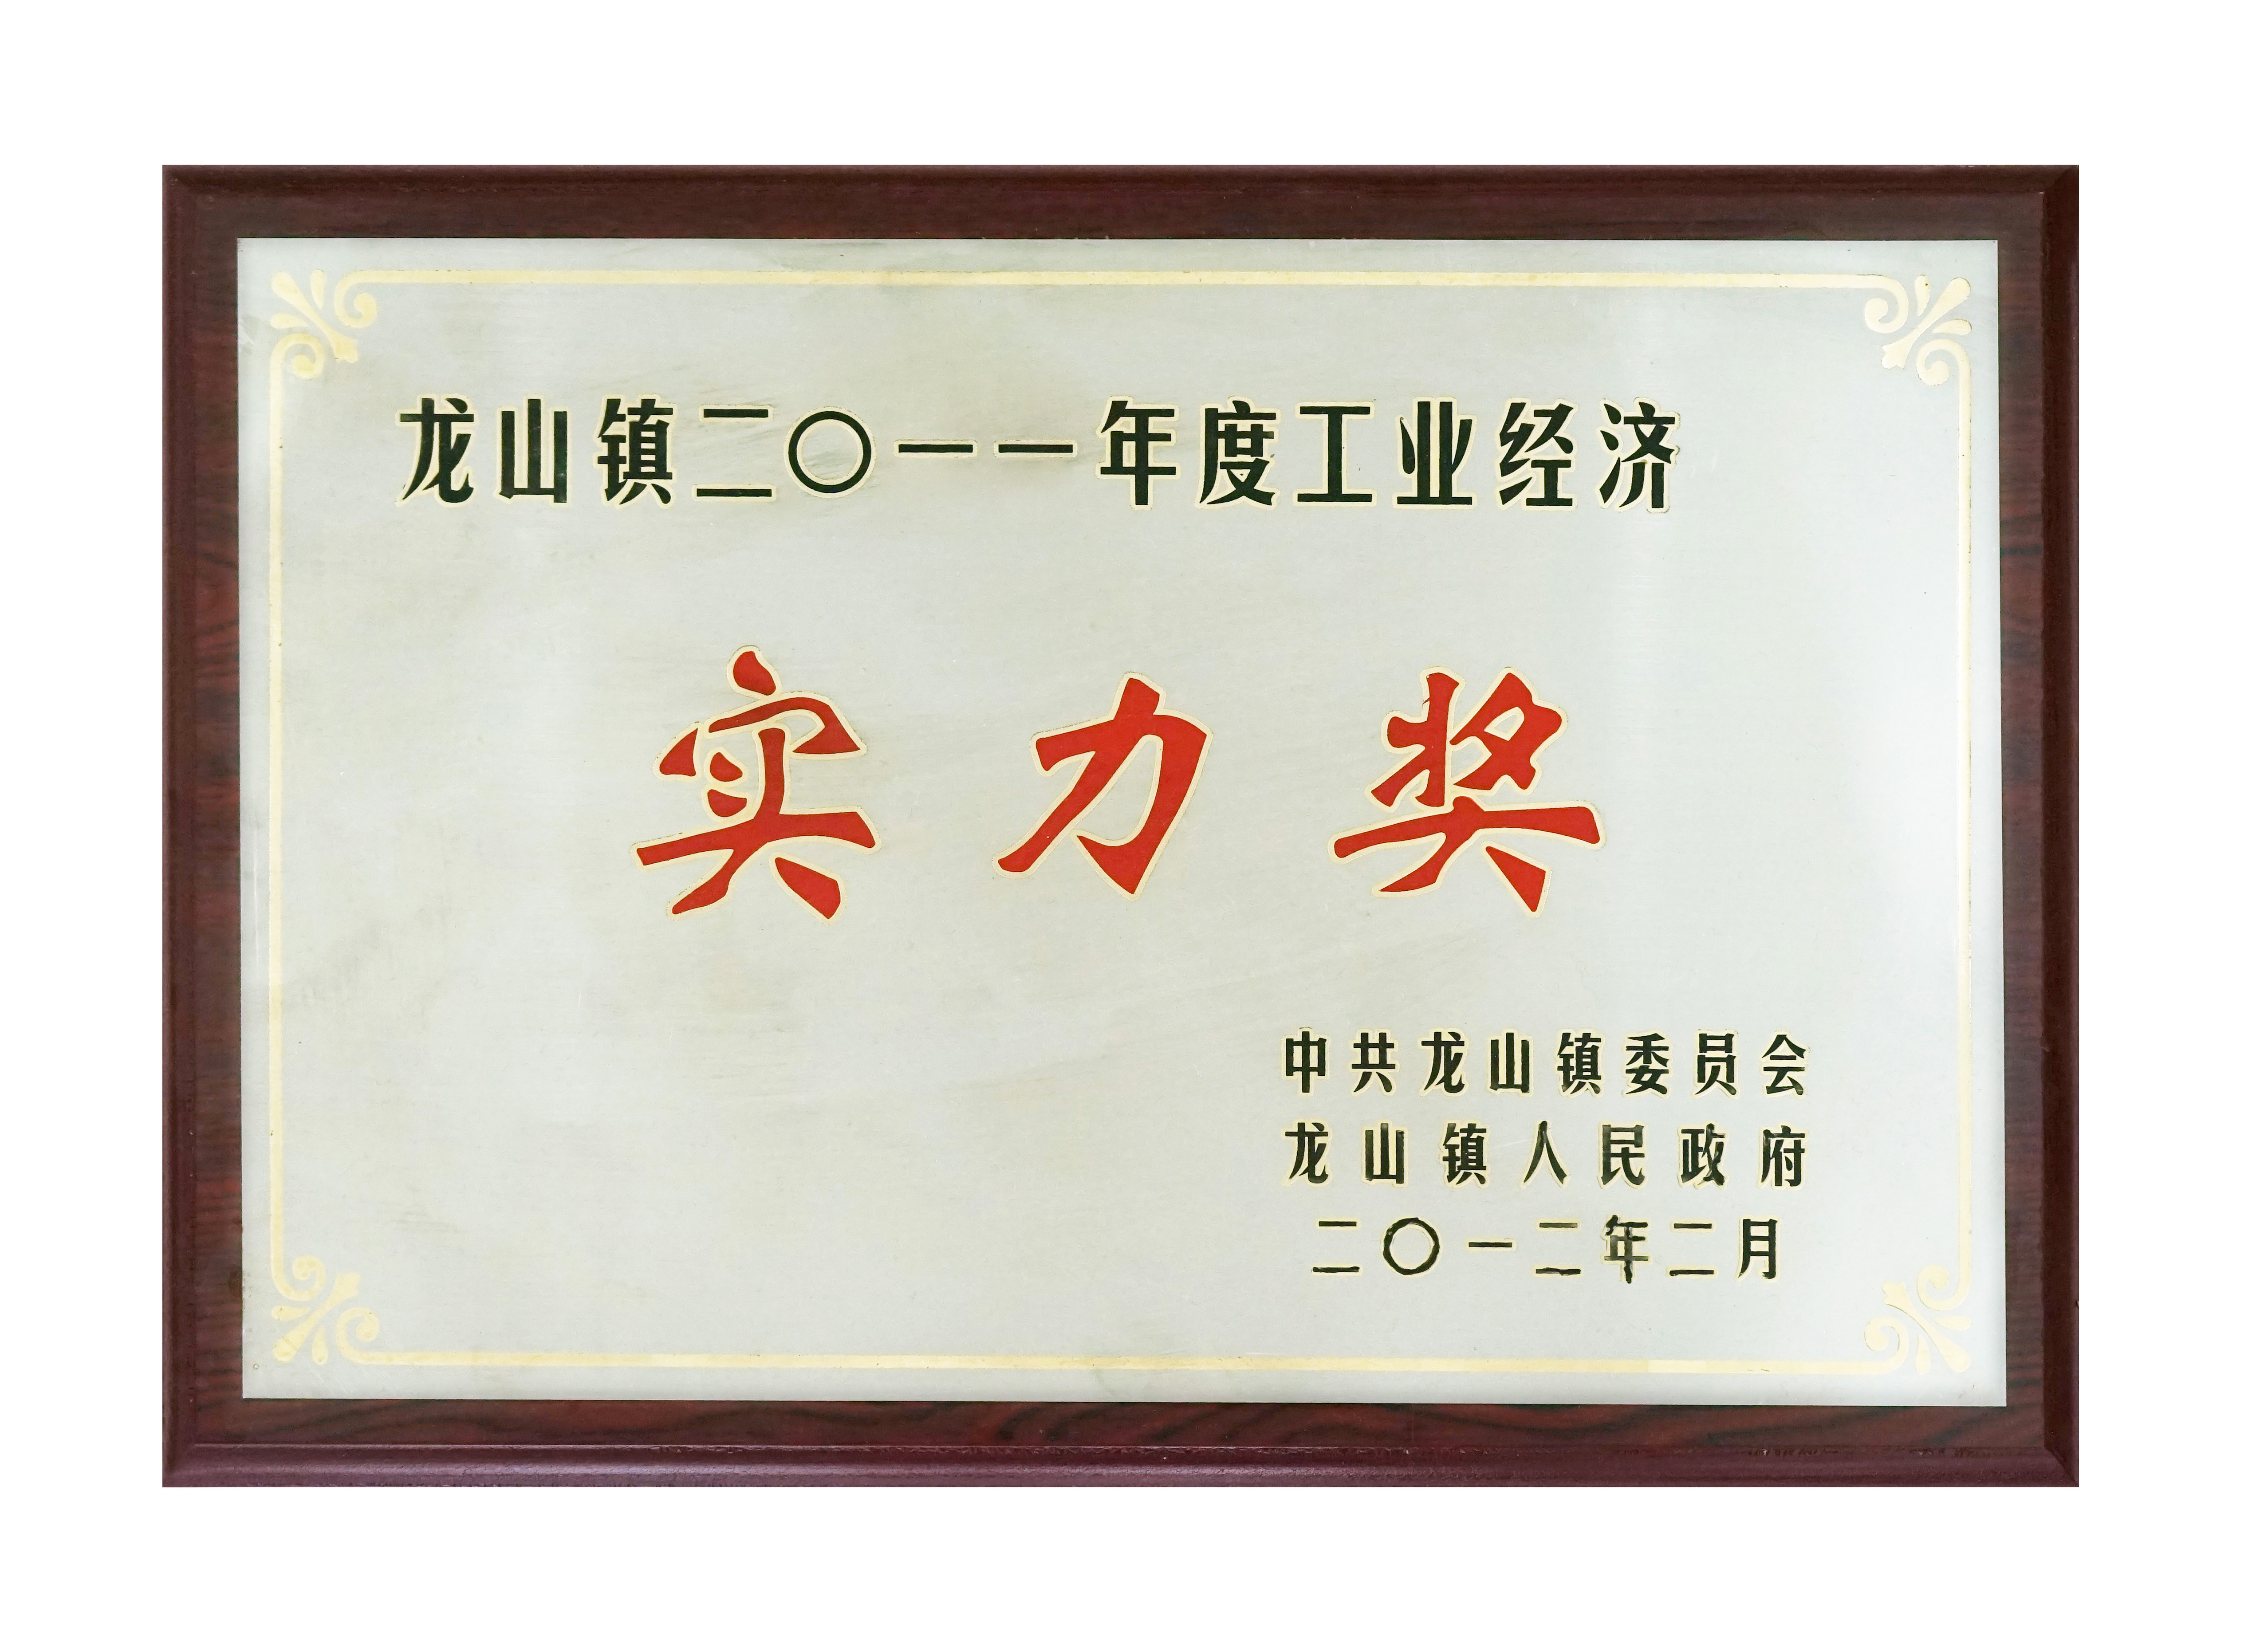 龙山镇二〇一一年度工业经济
实力奖
中共龙山镇委员会
龙山镇人民政府
二〇一二年二月